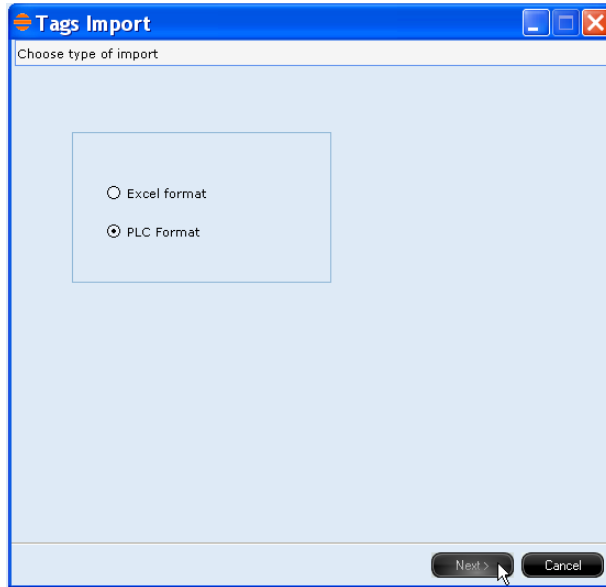 Tags Import
Choose type of import
Excel format
PLC Format
Next >
Cancel